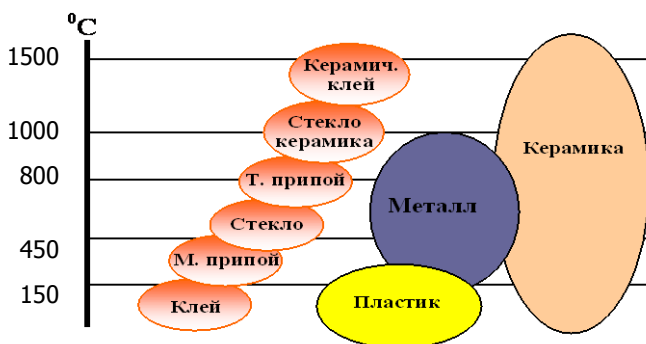 ⁰C
1500
1000
800
450
150
Керамич.
клей
Стекло
керамика
Т. припой
Стекло
М. припой
Клей
Металл
Пластик
Керамика